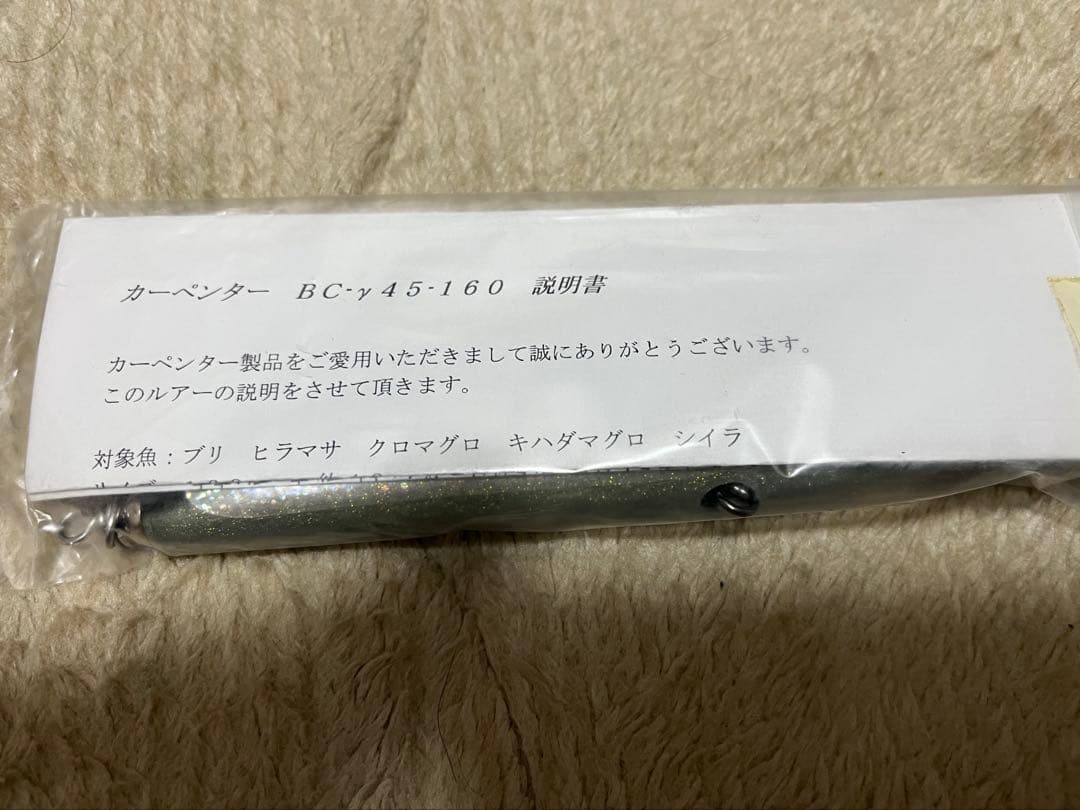 カーペンター　ＢＣ-γ４５-１６０　説明書
カーペンター製品をご愛用いただきまして誠にありがとうございます。
このルアーの説明をさせて頂きます。
対象魚：ブリ　ヒラマサ　クロマグロ　キハダマグロ　シイラ